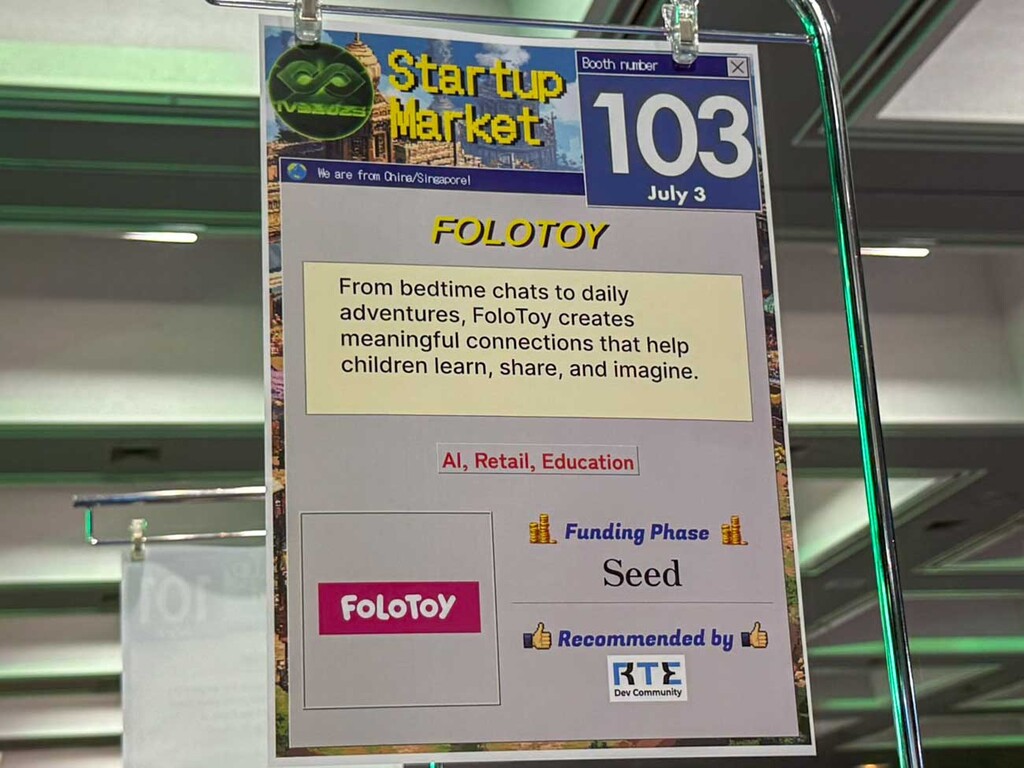 TVS2025
Startup
Market
Booth number
103
July 3
We are from China/Singapore!
FOLOTOY
From bedtime chats to daily
adventures, FoloToy creates
meaningful connections that help
children learn, share, and imagine.
AI, Retail, Education
FOLOTOY
Funding Phase
Seed
Recommended by
RTE
Dev Community
101